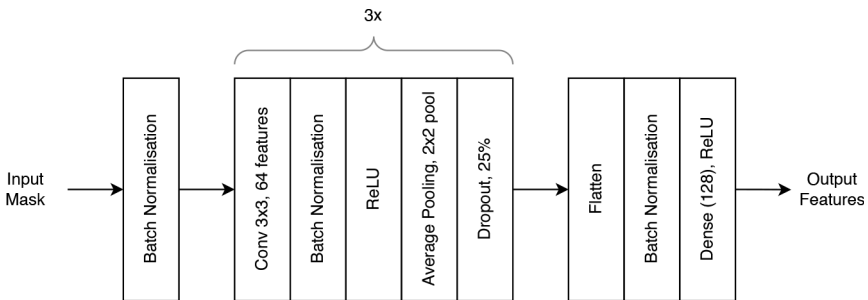 3x
Input
Mask
Batch Normalisation
Conv 3x3, 64 features
Batch Normalisation
ReLU
Average Pooling, 2x2 pool
Dropout, 25%
Flatten
Batch Normalisation
Dense (128), ReLU
Output
Features